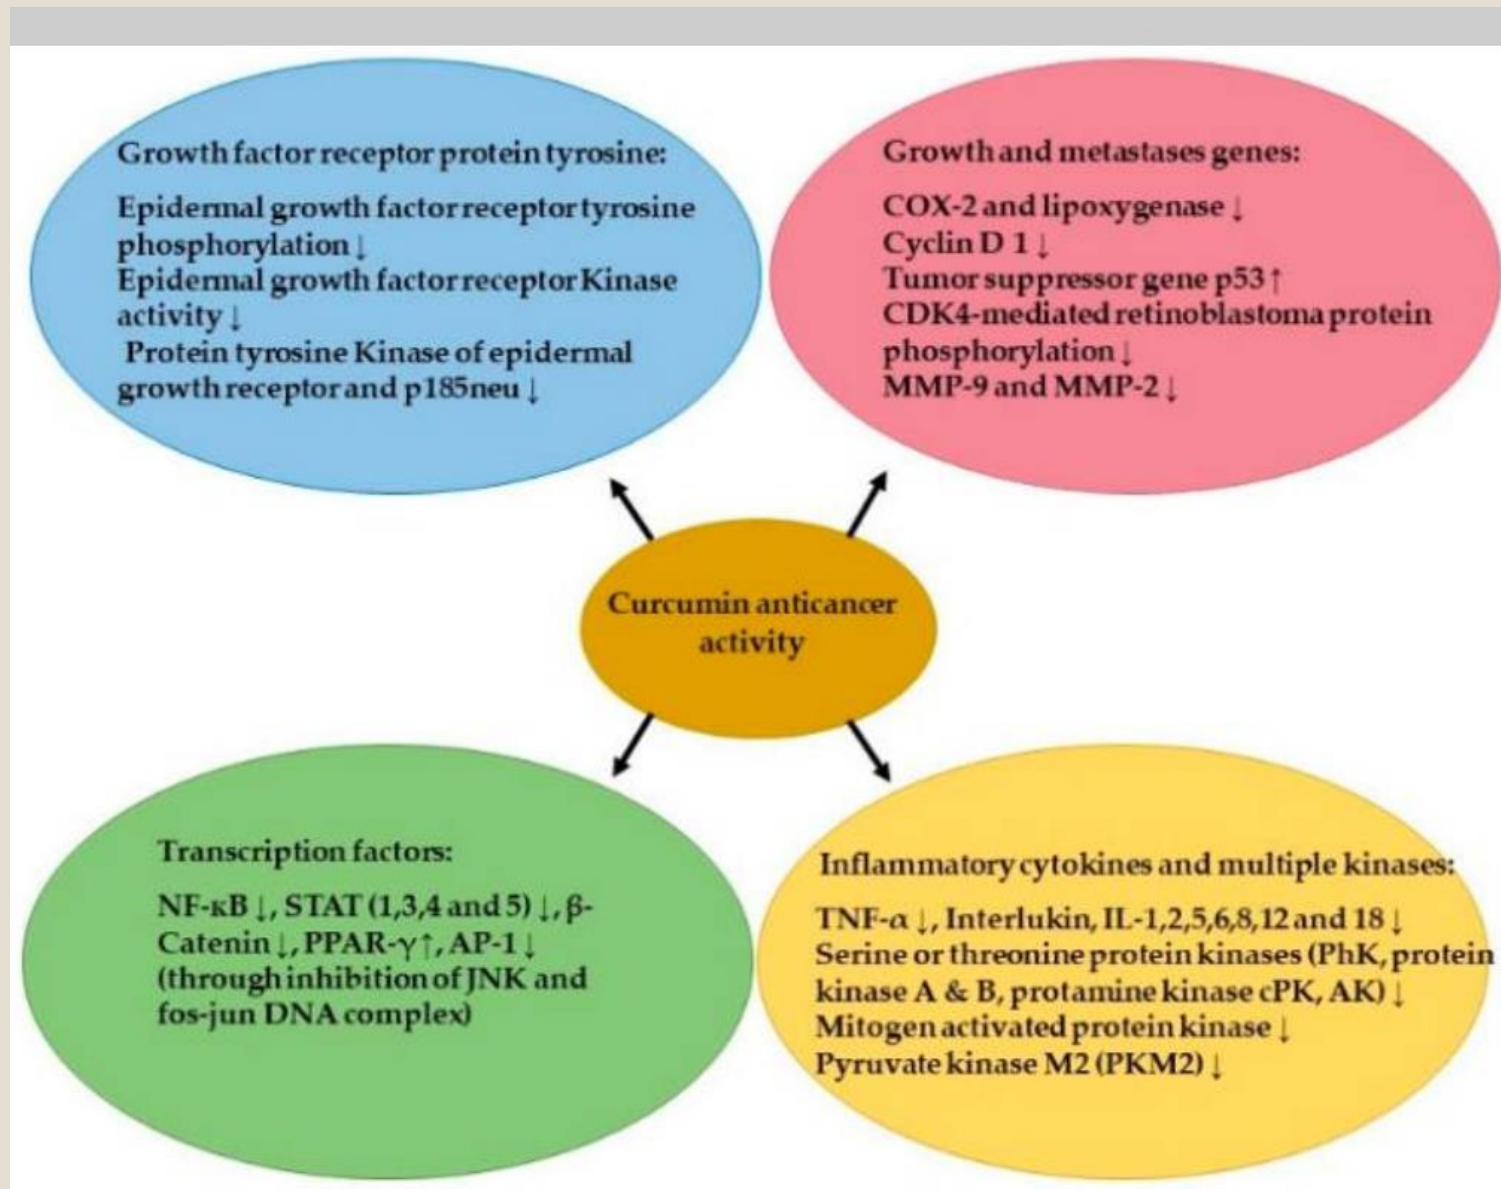 Growth factor receptor protein tyrosine:
Epidermal growth factor receptor tyrosine
phosphorylation ↓
Epidermal growth factor receptor Kinase
activity ↓
Protein tyrosine Kinase of epidermal
growth receptor and p185neu ↓
Growth and metastases genes:
COX-2 and lipoxygenase ↓
Cyclin D 1 ↓
Tumor suppressor gene p53 ↑
CDK4-mediated retinoblastoma protein
phosphorylation ↓
MMP-9 and MMP-2 ↓
Curcumin anticancer
activity
Transcription factors:
NF-κB ↓, STAT (1,3,4 and 5) ↓, β-
Catenin ↓, PPAR-γ↑, AP-1 ↓
(through inhibition of JNK and
fos-jun DNA complex)
Inflammatory cytokines and multiple kinases:
TNF-α ↓, Interlukin, IL-1,2,5,6,8,12 and 18 ↓
Serine or threonine protein kinases (PhK, protein
kinase A & B, protamine kinase cPK, AK) ↓
Mitogen activated protein kinase ↓
Pyruvate kinase M2 (PKM2) ↓